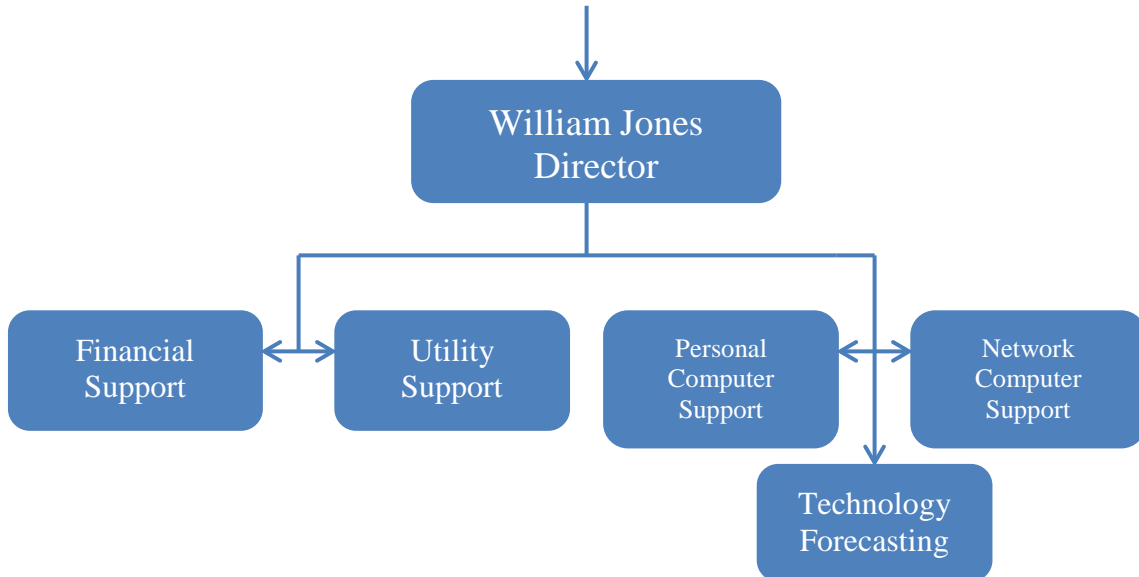 William Jones
Director
Financial
Support
Utility
Support
Personal
Computer
Support
Network
Computer
Support
Technology
Forecasting